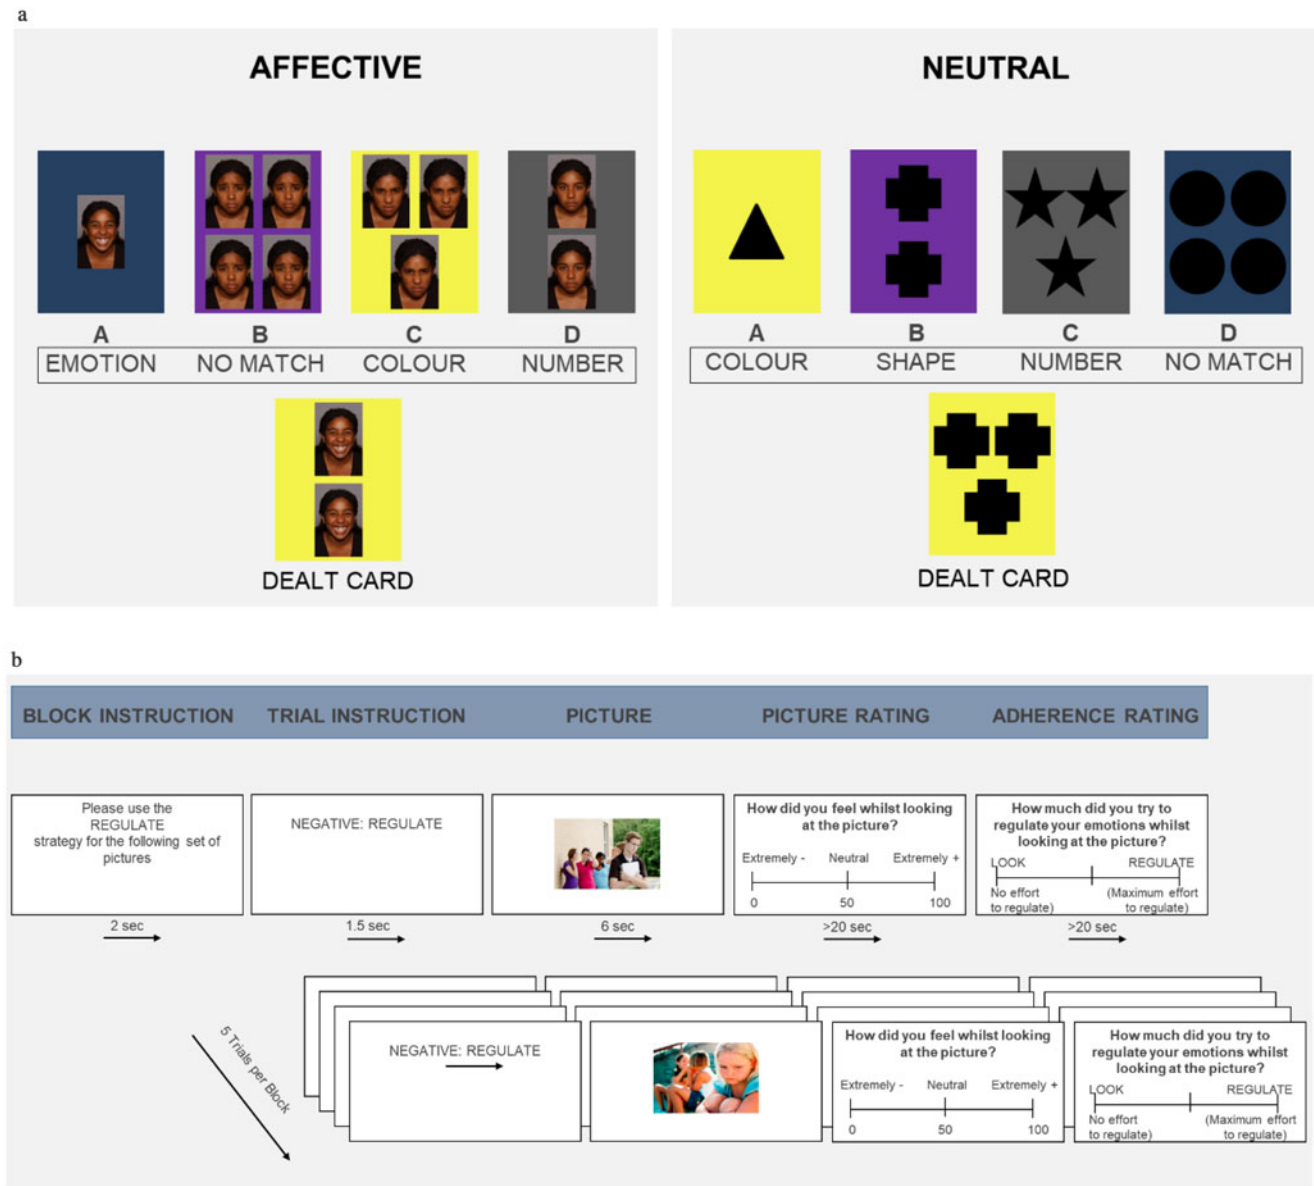 a
AFFECTIVE
A B C D
EMOTION NO MATCH COLOUR NUMBER
DEALT CARD
NEUTRAL
A B C D
COLOUR SHAPE NUMBER NO MATCH
DEALT CARD
b
BLOCK INSTRUCTION TRIAL INSTRUCTION PICTURE PICTURE RATING ADHERENCE RATING
Please use the
REGULATE
strategy for the following set of
pictures
2 sec
NEGATIVE: REGULATE
1.5 sec
6 sec
How did you feel whilst looking
at the picture?
Extremely - Neutral Extremely +
0 50 100
>20 sec
How much did you try to
regulate your emotions whilst
looking at the picture?
LOOK REGULATE
No effort (Maximum effort
to regulate) to regulate)
>20 sec
5 Trials per Block
NEGATIVE: REGULATE
How did you feel whilst looking
at the picture?
Extremely - Neutral Extremely +
0 50 100
How much did you try to
regulate your emotions whilst
looking at the picture?
LOOK REGULATE
No effort (Maximum effort
to regulate) to regulate)